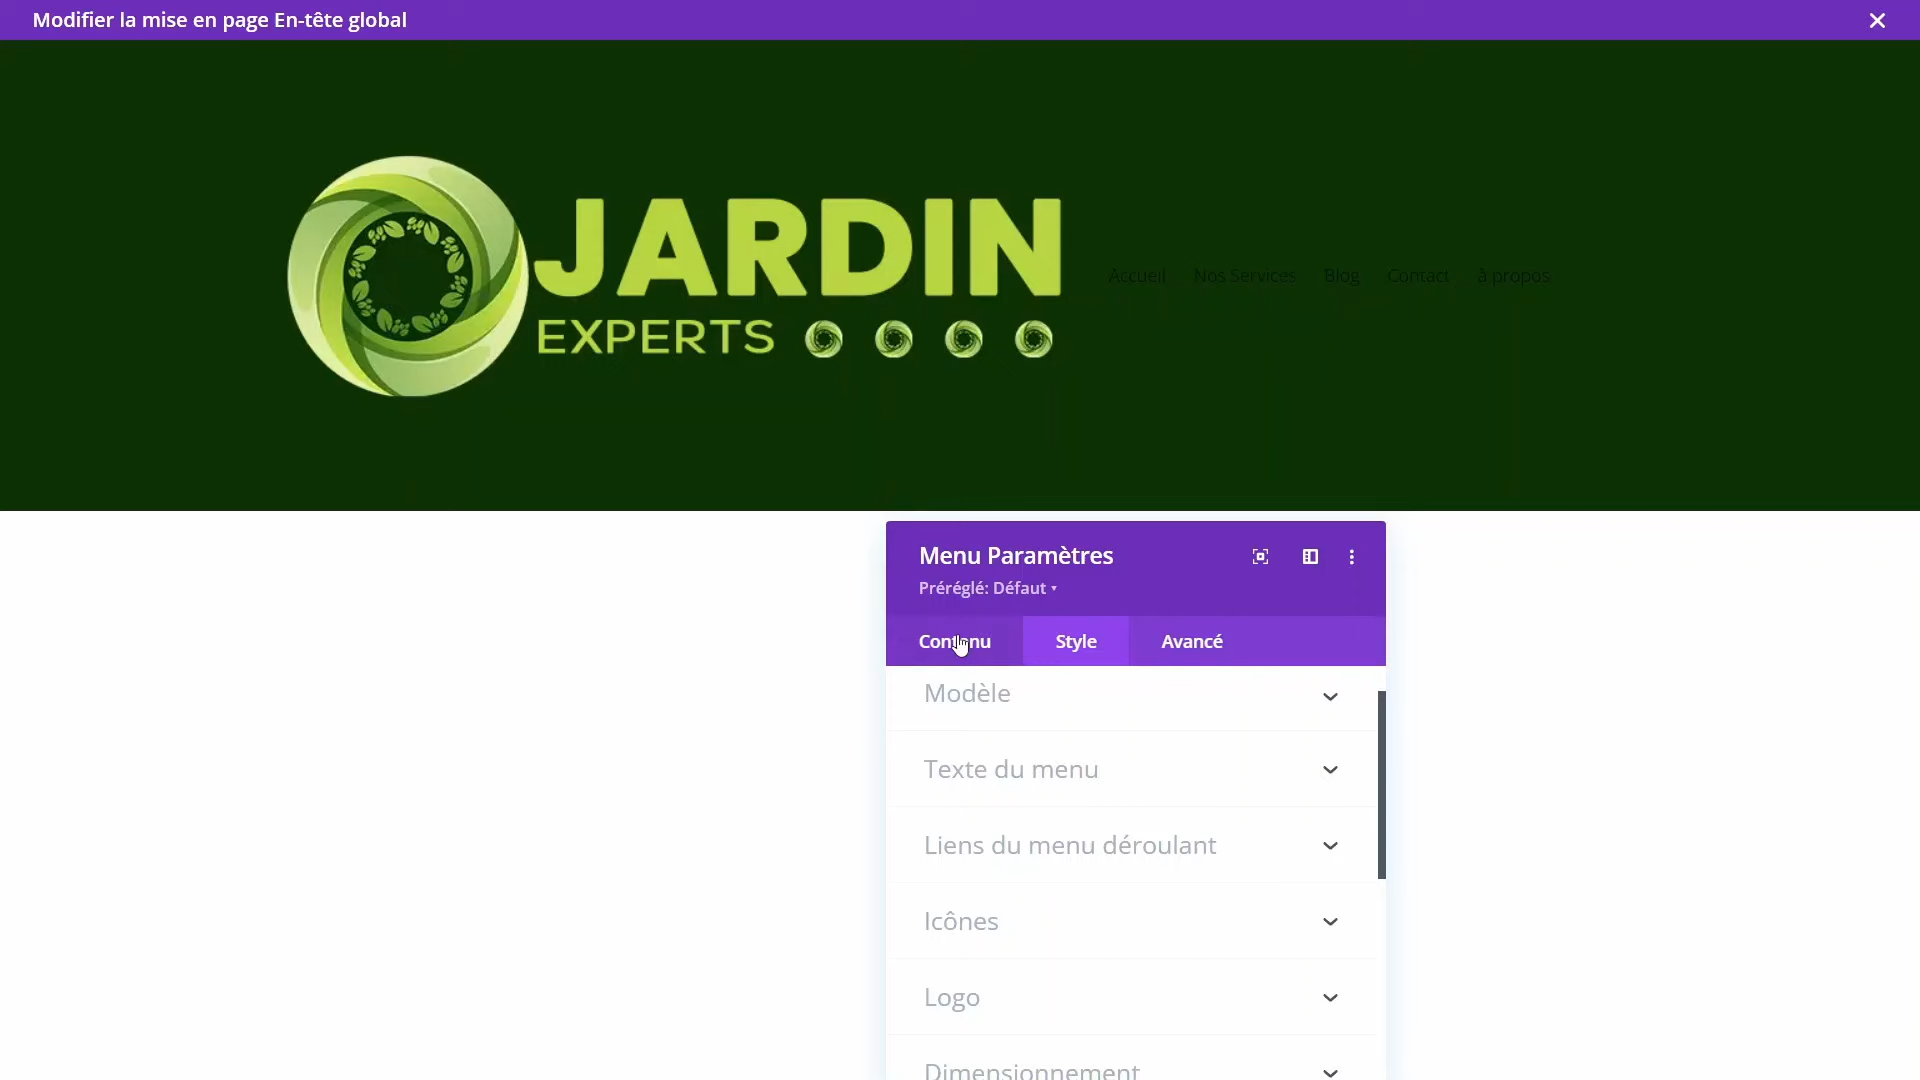 Modifier la mise en page En-tête global
JARDIN
EXPERTS
Accueil Nos Services Blog Contact à propos
Menu Paramètres
Préréglé: Défaut
Contenu Style Avancé
Modèle
Texte du menu
Liens du menu déroulant
Icônes
Logo
Dimensionnement